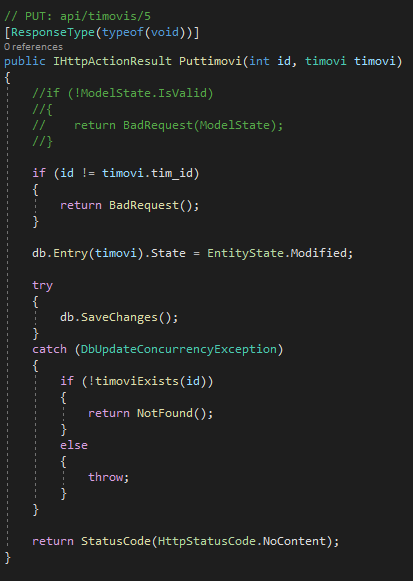 // PUT: api/timovis/5
[ResponseType(typeof(void))]
0 references
public IHttpActionResult Puttimovi(int id, timovi timovi)
{
    //if (!ModelState.IsValid)
    //{
    //    return BadRequest(ModelState);
    //}
    if (id != timovi.tim_id)
    {
        return BadRequest();
    }
    db.Entry(timovi).State = EntityState.Modified;
    try
    {
        db.SaveChanges();
    }
    catch (DbUpdateConcurrencyException)
    {
        if (!timoviExists(id))
        {
            return NotFound();
        }
        else
        {
            throw;
        }
    }
    return StatusCode(HttpStatusCode.NoContent);
}